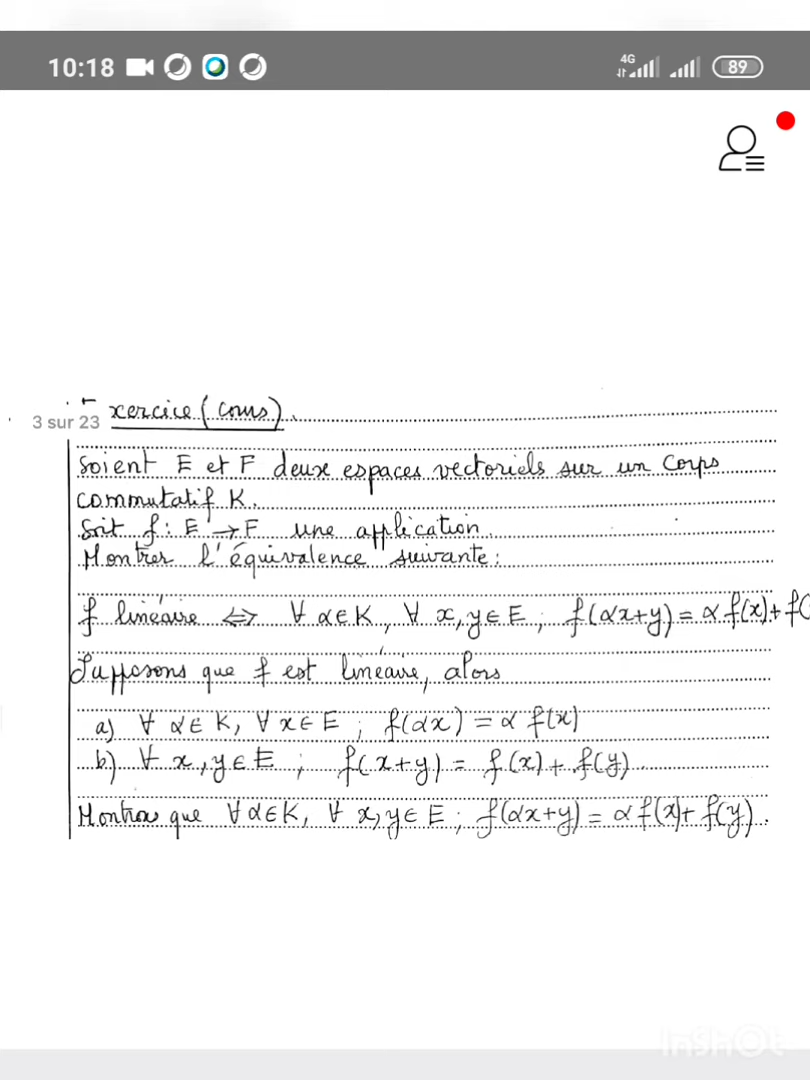 10:18
4G
89
3 sur 23
xercice (cours).
Soient E et F deux espaces vectoriels sur un corps
commutatif K.
Soit f : E → F une application.
Montrer l'équivalence suivante :
f linéaire ⇔ ∀ α ∈ K, ∀ x, y ∈ E ; f(αx+y) = α f(x) + f(
Supposons que f est linéaire, alors
a) ∀ α ∈ K, ∀ x ∈ E ; f(αx) = α f(x)
b) ∀ x, y ∈ E ; f(x+y) = f(x) + f(y)
Montrons que ∀ α ∈ K, ∀ x, y ∈ E ; f(αx+y) = α f(x) + f(y).
InShOt